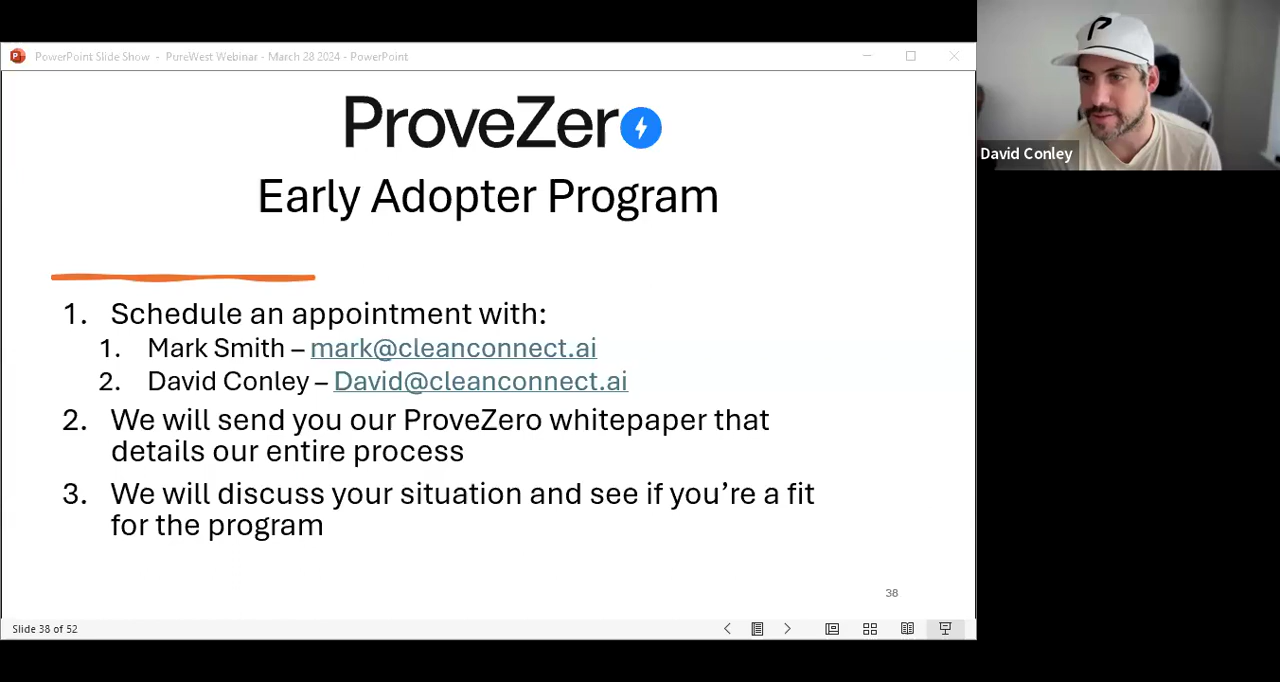 PowerPoint Slide Show - PureWest Webinar - March 28 2024 - PowerPoint
ProveZero
Early Adopter Program
1. Schedule an appointment with:
1. Mark Smith – mark@cleanconnect.ai
2. David Conley – David@cleanconnect.ai
2. We will send you our ProveZero whitepaper that
details our entire process
3. We will discuss your situation and see if you’re a fit
for the program
38
Slide 38 of 52
David Conley